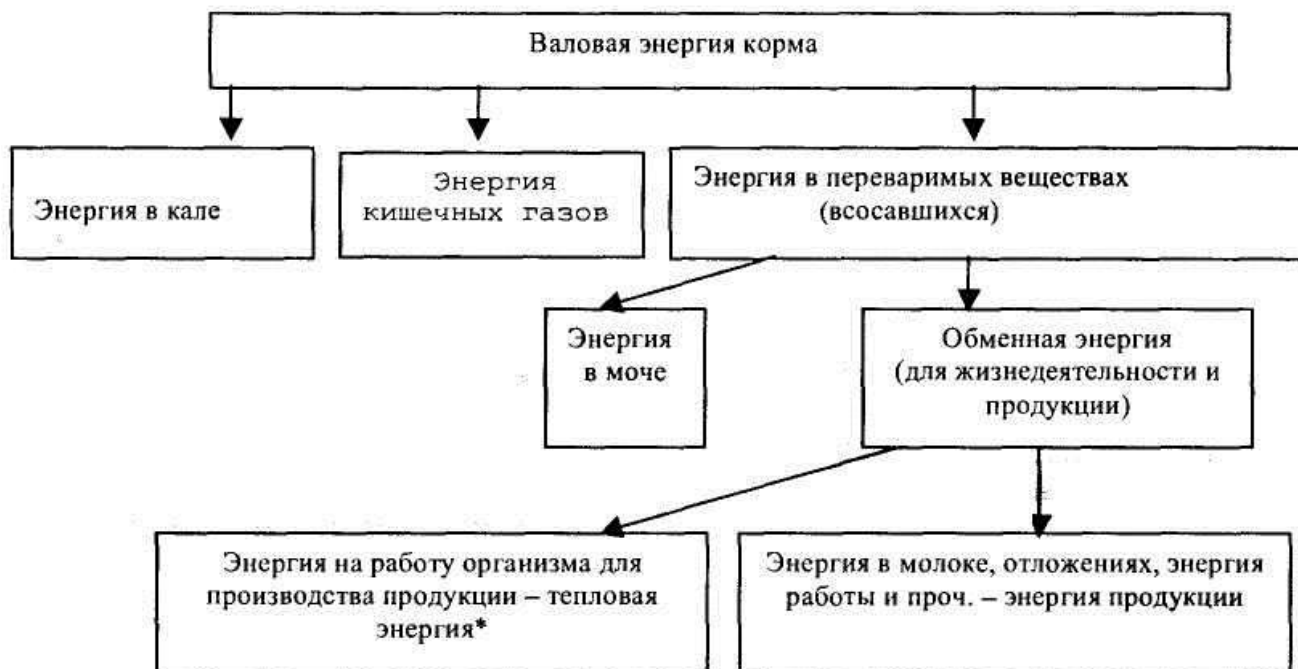 Валовая энергия корма
Энергия в кале
Энергия
кишечных газов
Энергия в переваримых веществах
(всосавшихся)
Энергия
в моче
Обменная энергия
(для жизнедеятельности и
продукции)
Энергия на работу организма для
производства продукции – тепловая
энергия*
Энергия в молоке, отложениях, энергия
работы и проч. – энергия продукции